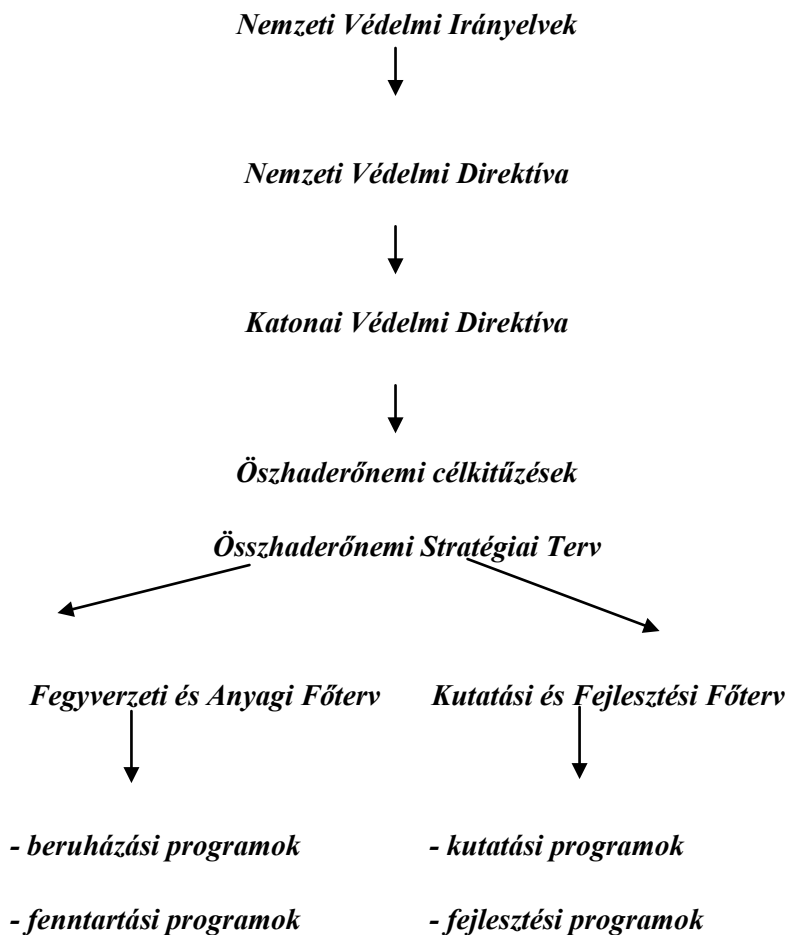 Nemzeti Védelmi Irányelvek
Nemzeti Védelmi Direktíva
Katonai Védelmi Direktíva
Öszhaderőnemi célkitűzések
Összhaderőnemi Stratégiai Terv
Fegyverzeti és Anyagi Főterv Kutatási és Fejlesztési Főterv
- beruházási programok - kutatási programok
- fenntartási programok - fejlesztési programok